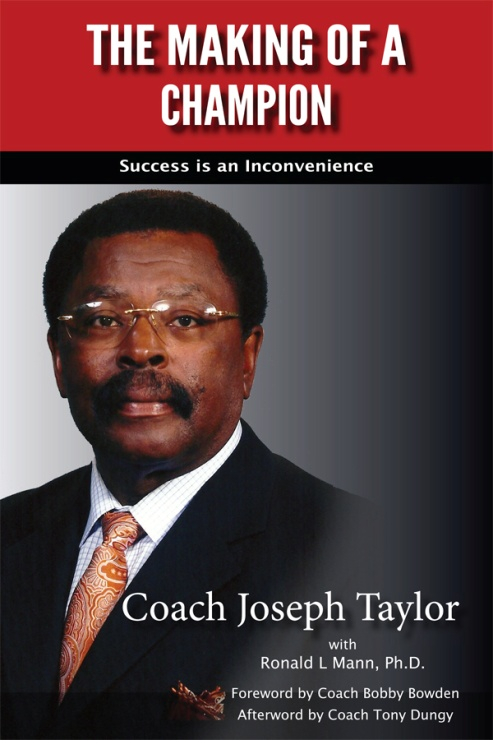 THE MAKING OF A
CHAMPION
Success is an Inconvenience
Coach Joseph Taylor
with
Ronald L Mann, Ph.D.
Foreword by Coach Bobby Bowden
Afterword by Coach Tony Dungy